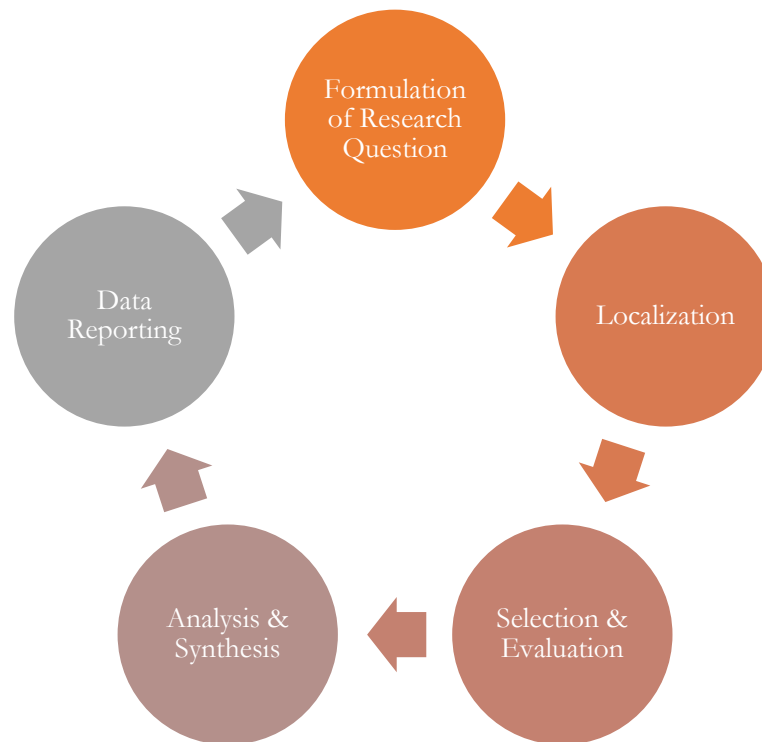 Formulation
of Research
Question
Localization
Selection &
Evaluation
Analysis &
Synthesis
Data
Reporting